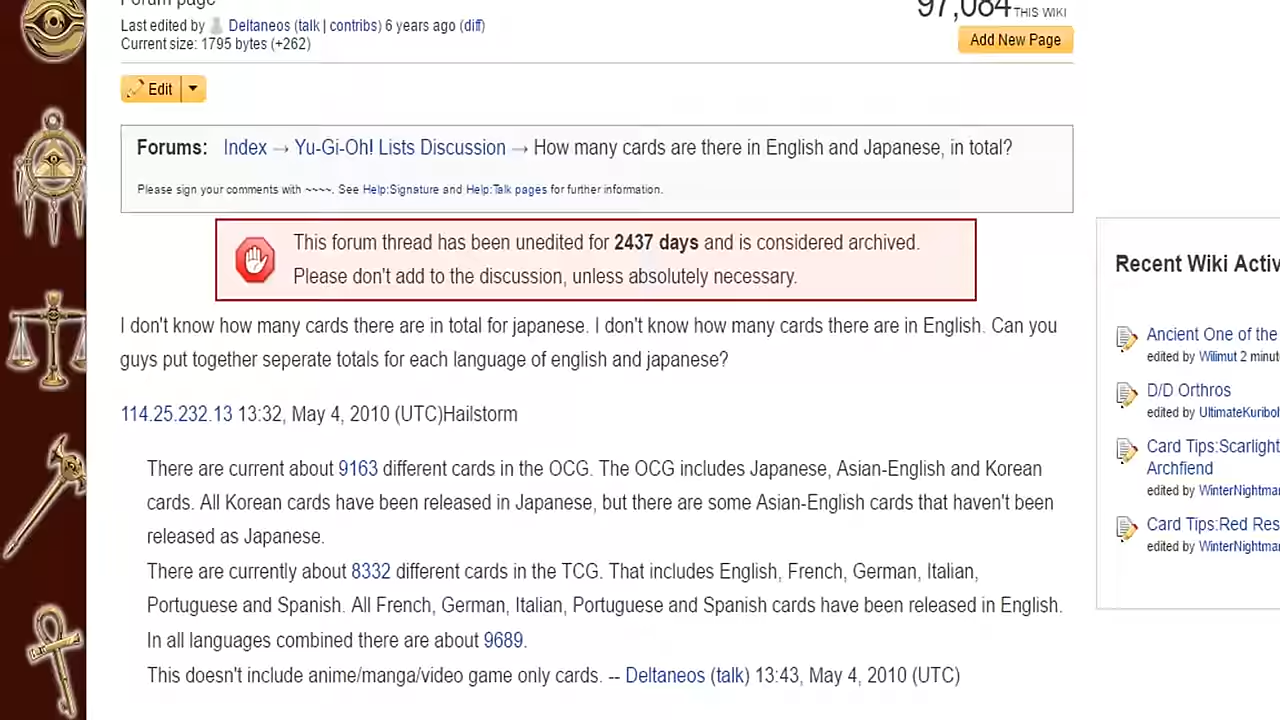 Forum page
Last edited by Deltaneos (talk | contribs) 6 years ago (diff)
Current size: 1795 bytes (+262)
97,084 THIS WIKI
Add New Page
Edit
Forums: Index → Yu-Gi-Oh! Lists Discussion → How many cards are there in English and Japanese, in total?
Please sign your comments with ~~~~. See Help:Signature and Help:Talk pages for further information.
This forum thread has been unedited for 2437 days and is considered archived.
Please don't add to the discussion, unless absolutely necessary.
I don't know how many cards there are in total for japanese. I don't know how many cards there are in English. Can you
guys put together seperate totals for each language of english and japanese?
114.25.232.13 13:32, May 4, 2010 (UTC)Hailstorm
There are current about 9163 different cards in the OCG. The OCG includes Japanese, Asian-English and Korean
cards. All Korean cards have been released in Japanese, but there are some Asian-English cards that haven't been
released as Japanese.
There are currently about 8332 different cards in the TCG. That includes English, French, German, Italian,
Portuguese and Spanish. All French, German, Italian, Portuguese and Spanish cards have been released in English.
In all languages combined there are about 9689.
This doesn't include anime/manga/video game only cards. -- Deltaneos (talk) 13:43, May 4, 2010 (UTC)
Recent Wiki Activ
Ancient One of the
edited by Wilimut 2 minut
D/D Orthros
edited by UltimateKuribol
Card Tips:Scarlight
Archfiend
edited by WinterNightmar
Card Tips:Red Res
edited by WinterNightmar